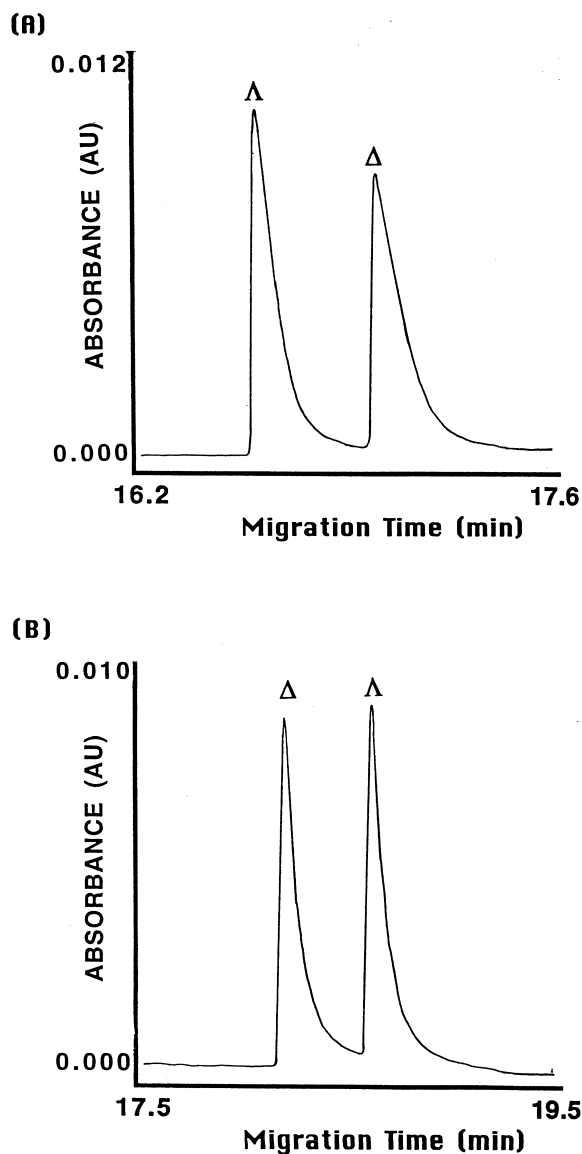 (A)
0.012
Λ
Δ
ABSORBANCE (AU)
0.000
16.2 17.6
Migration Time (min)
(B)
0.010
Δ Λ
ABSORBANCE (AU)
0.000
17.5 19.5
Migration Time (min)